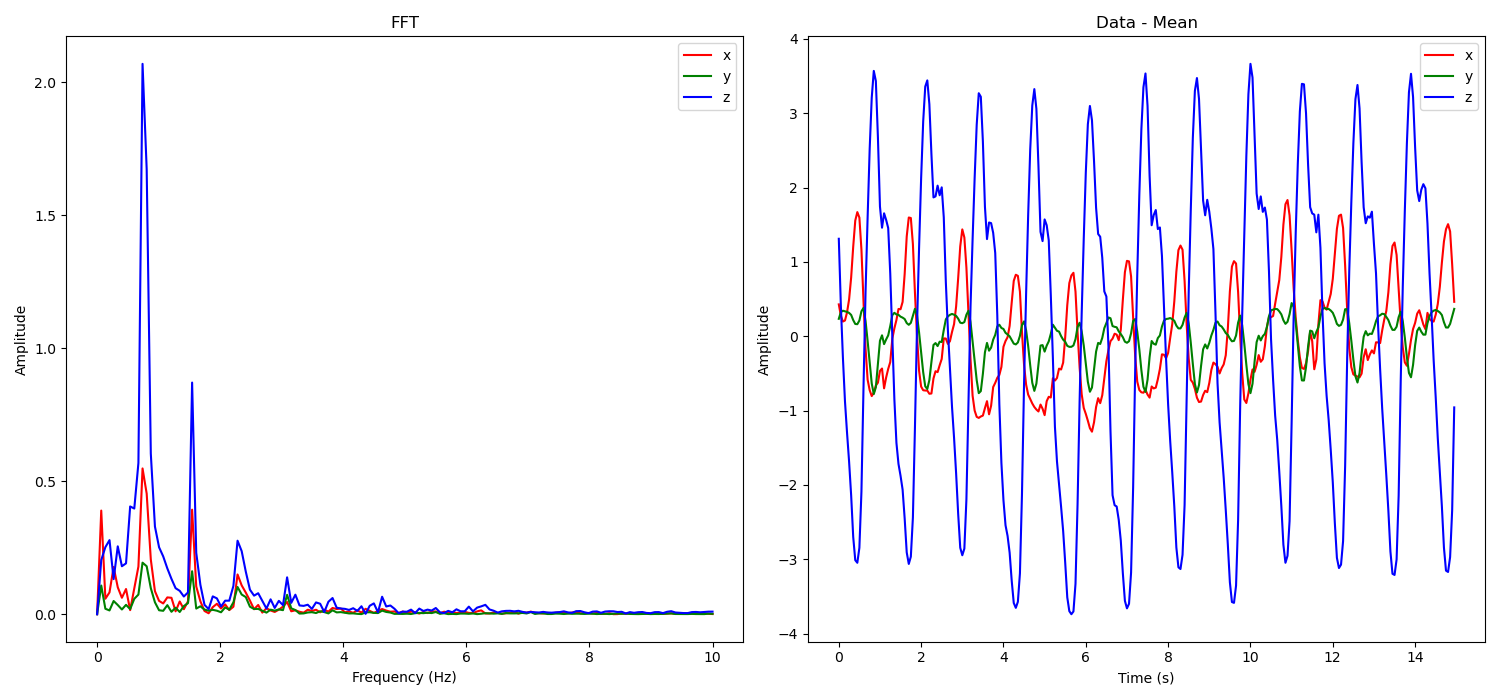 FFT
Amplitude
2.0
1.5
1.0
0.5
0.0
x
y
z
0 2 4 6 8 10
Frequency (Hz)
Data - Mean
Amplitude
4
3
2
1
0
−1
−2
−3
−4
x
y
z
0 2 4 6 8 10 12 14
Time (s)